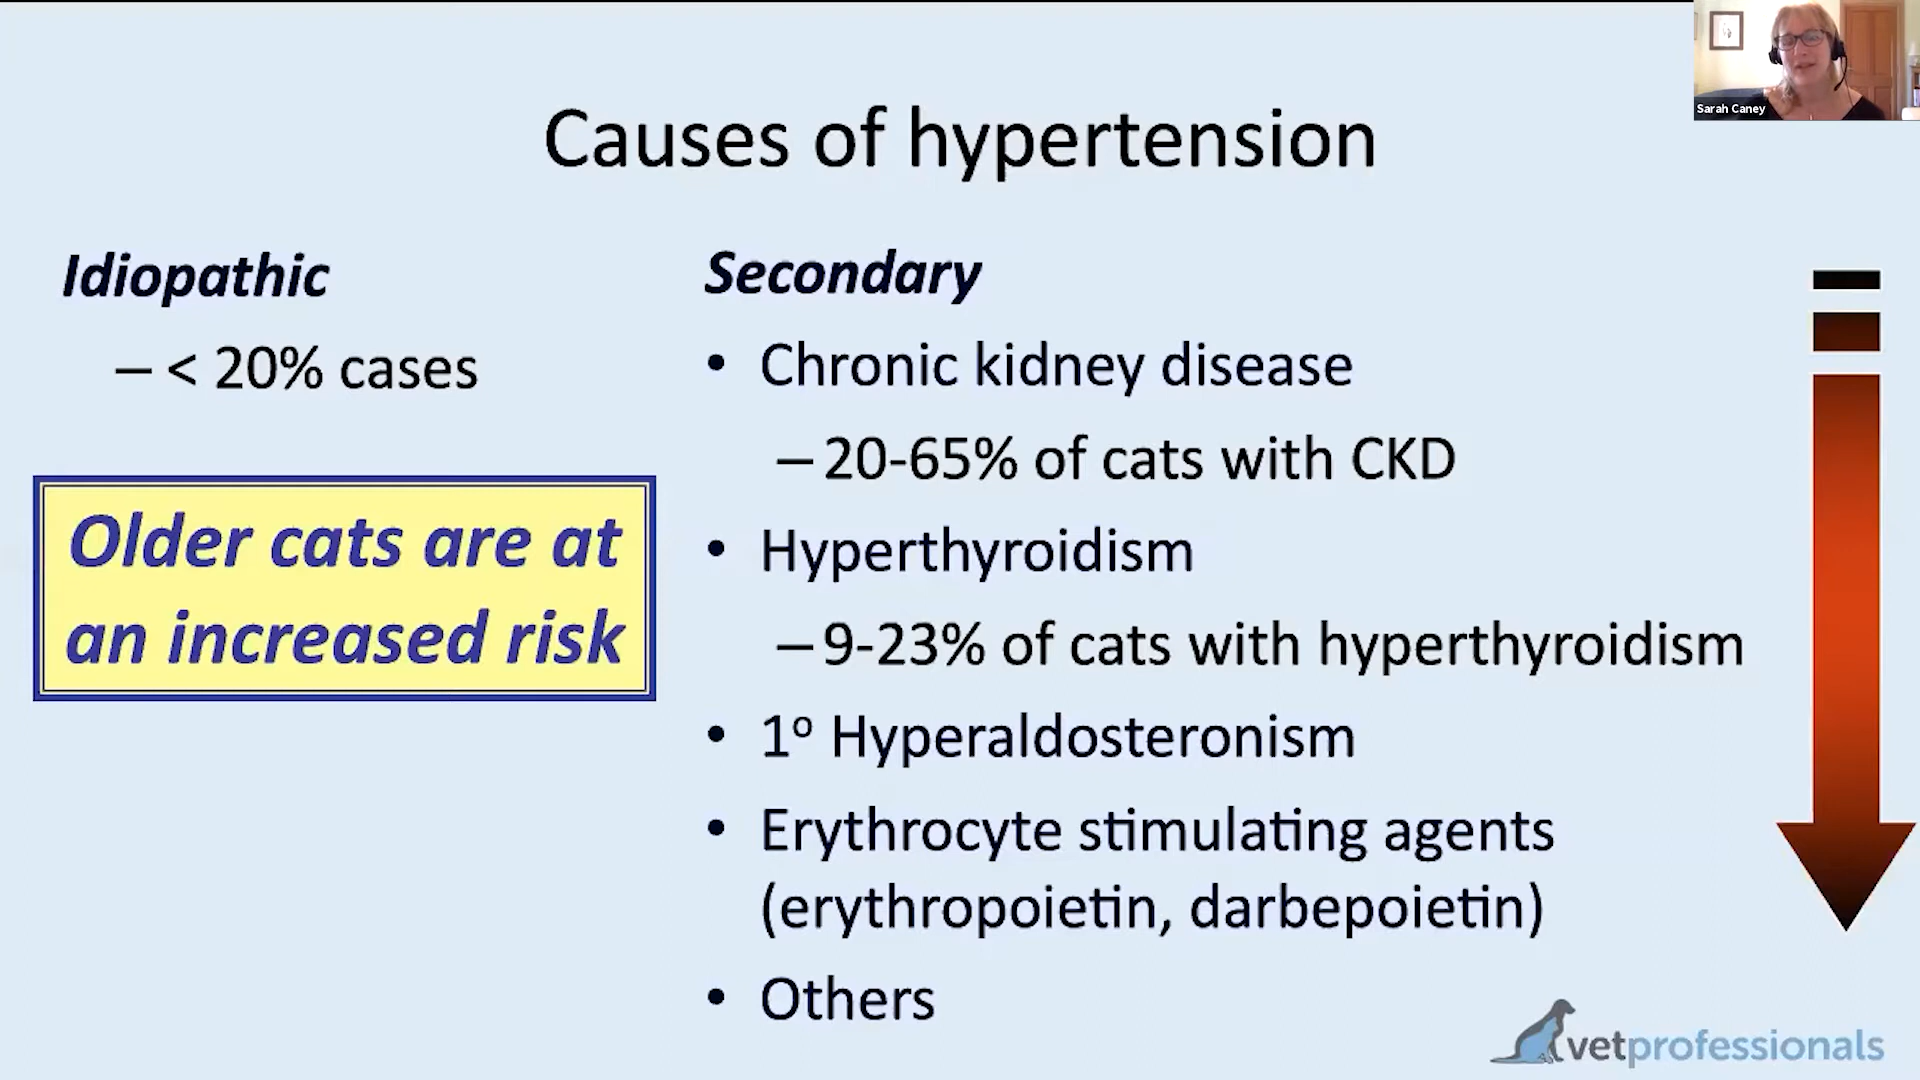 Sarah Caney
Causes of hypertension
Idiopathic
– < 20% cases
Older cats are at
an increased risk
Secondary
• Chronic kidney disease
– 20-65% of cats with CKD
• Hyperthyroidism
– 9-23% of cats with hyperthyroidism
• 1º Hyperaldosteronism
• Erythrocyte stimulating agents
(erythropoietin, darbepoietin)
• Others
vetprofessionals